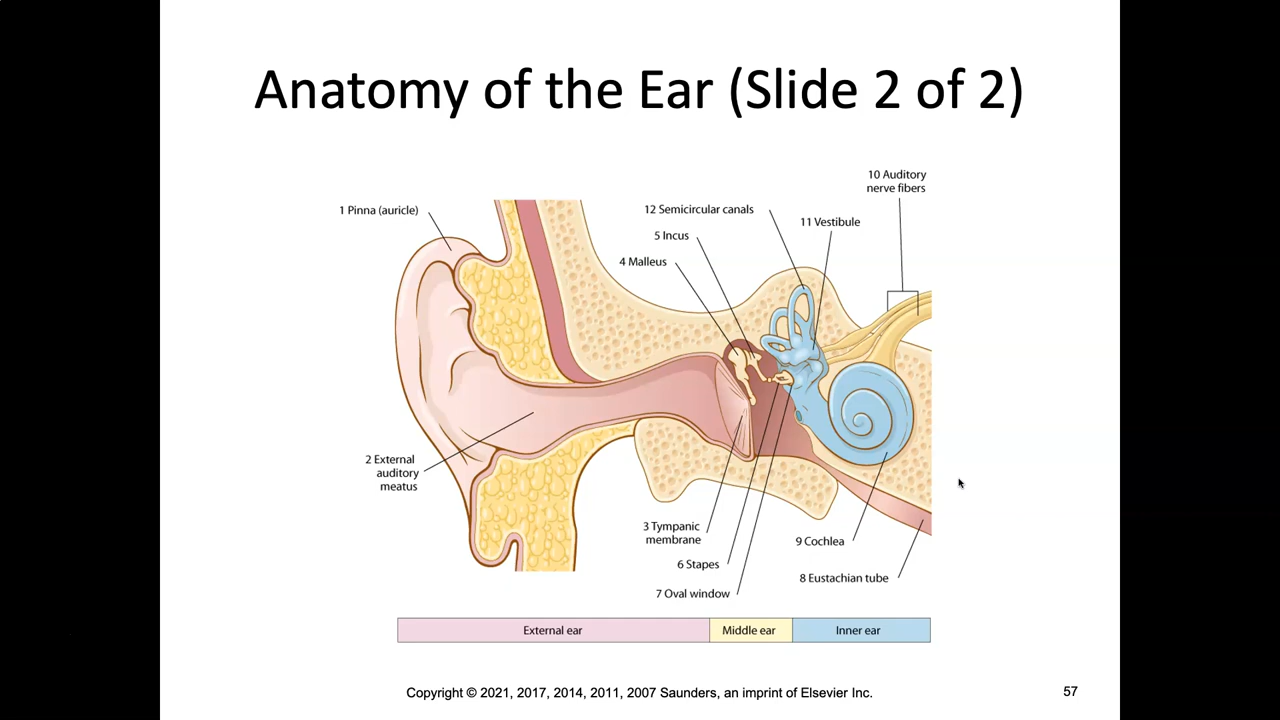 Anatomy of the Ear (Slide 2 of 2)
10 Auditory
nerve fibers
1 Pinna (auricle)
12 Semicircular canals
11 Vestibule
5 Incus
4 Malleus
2 External
auditory
meatus
3 Tympanic
membrane
9 Cochlea
6 Stapes
8 Eustachian tube
7 Oval window
External ear
Middle ear
Inner ear
Copyright © 2021, 2017, 2014, 2011, 2007 Saunders, an imprint of Elsevier Inc.
57